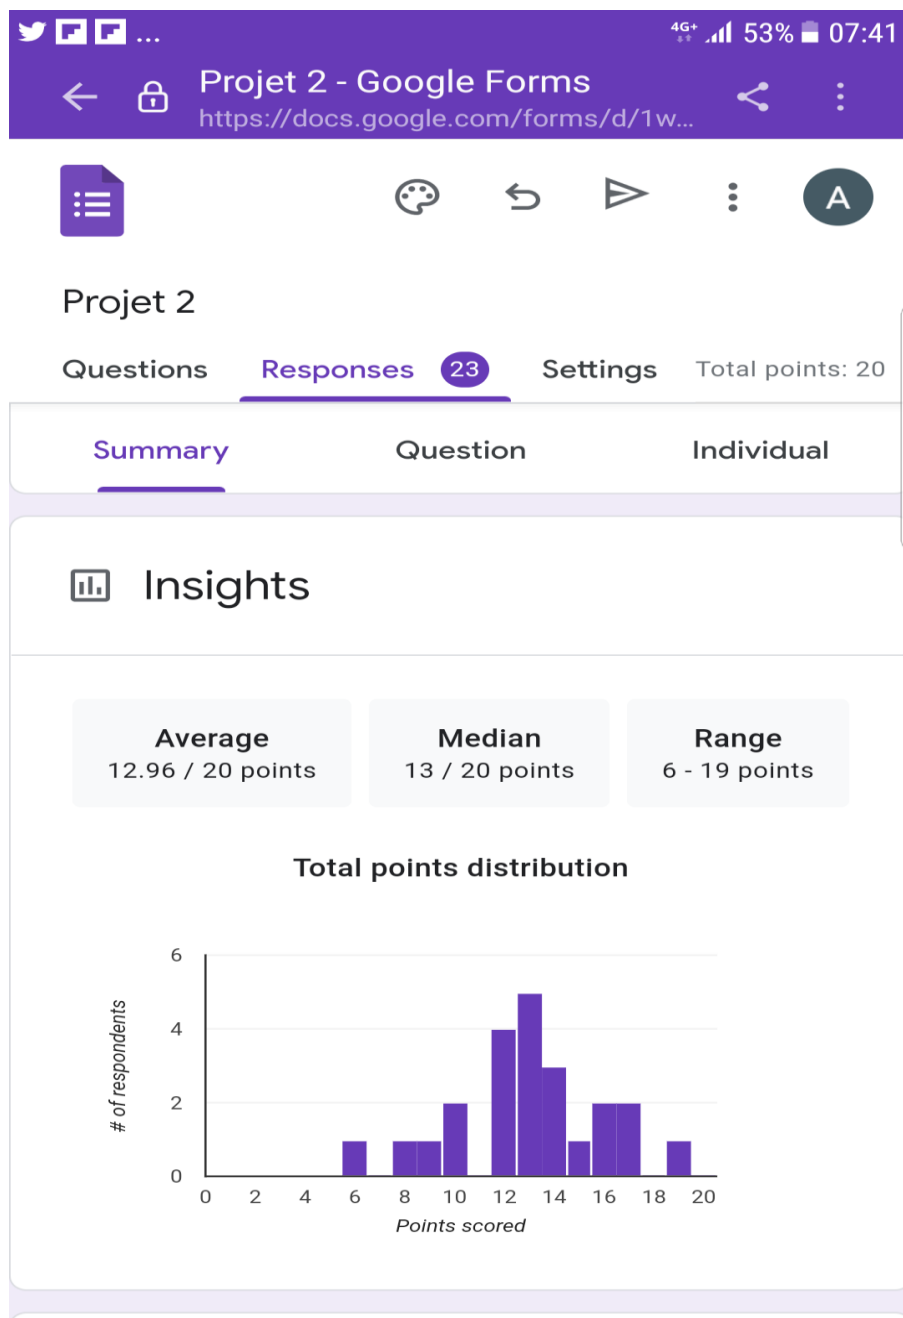 ... 4G+ 53% 07:41
Projet 2 - Google Forms
https://docs.google.com/forms/d/1w...
A
Projet 2
Questions Responses 23 Settings Total points: 20
Summary Question Individual
Insights
Average Median Range
12.96 / 20 points 13 / 20 points 6 - 19 points
Total points distribution
# of respondents
6
4
2
0
0 2 4 6 8 10 12 14 16 18 20
Points scored